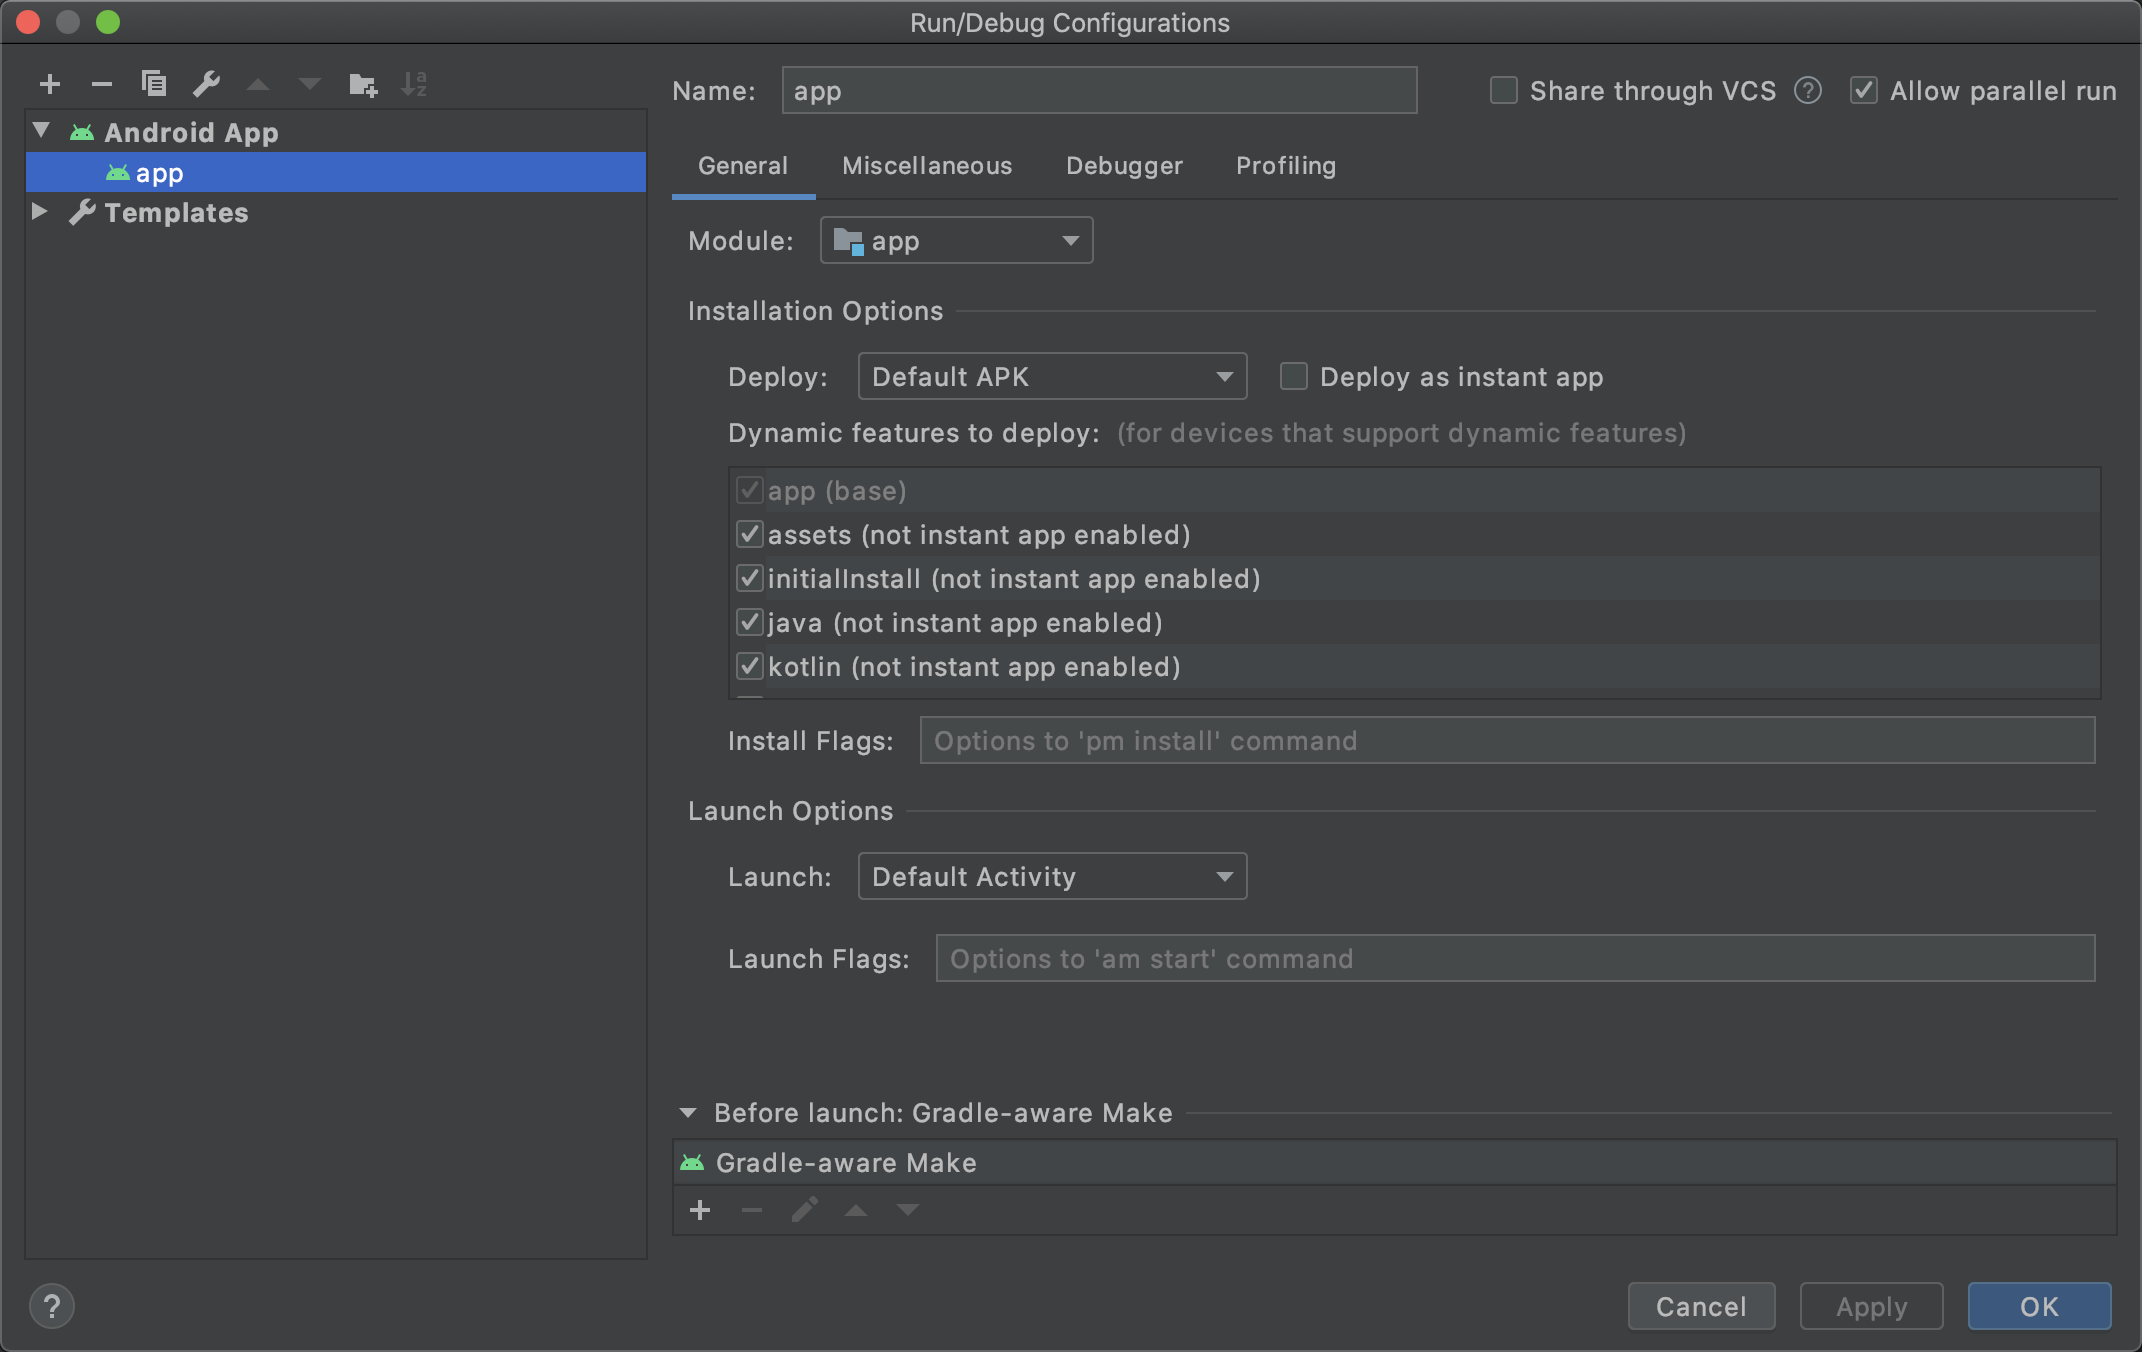 Run/Debug Configurations
Name: app Share through VCS ? Allow parallel run
Android App
app
Templates
General Miscellaneous Debugger Profiling
Module: app
Installation Options
Deploy: Default APK Deploy as instant app
Dynamic features to deploy: (for devices that support dynamic features)
app (base)
assets (not instant app enabled)
initialInstall (not instant app enabled)
java (not instant app enabled)
kotlin (not instant app enabled)
Install Flags: Options to 'pm install' command
Launch Options
Launch: Default Activity
Launch Flags: Options to 'am start' command
Before launch: Gradle-aware Make
Gradle-aware Make
? Cancel Apply OK